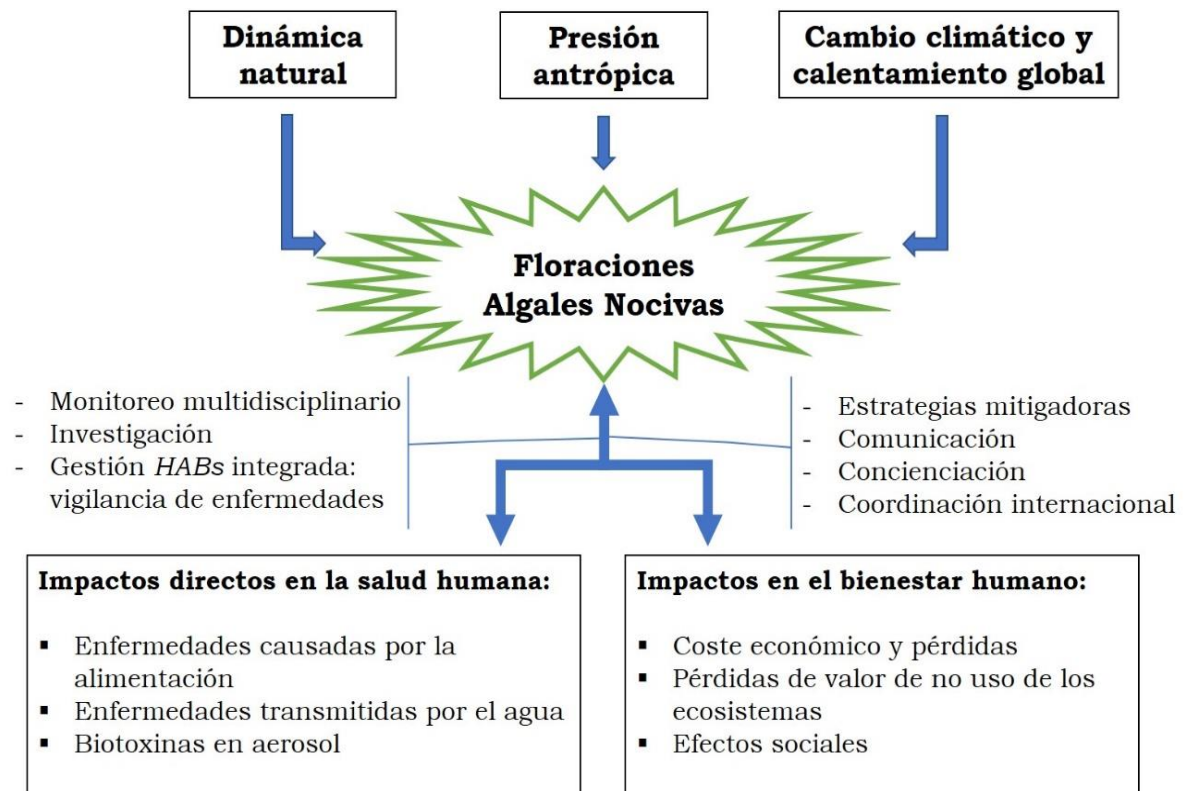 Dinámica
natural
Presión
antrópica
Cambio climático y
calentamiento global
Floraciones
Algales Nocivas
- Monitoreo multidisciplinario
- Investigación
- Gestión HABs integrada:
vigilancia de enfermedades
- Estrategias mitigadoras
- Comunicación
- Concienciación
- Coordinación internacional
Impactos directos en la salud humana:
▪ Enfermedades causadas por la
alimentación
▪ Enfermedades transmitidas por el agua
▪ Biotoxinas en aerosol
Impactos en el bienestar humano:
▪ Coste económico y pérdidas
▪ Pérdidas de valor de no uso de los
ecosistemas
▪ Efectos sociales